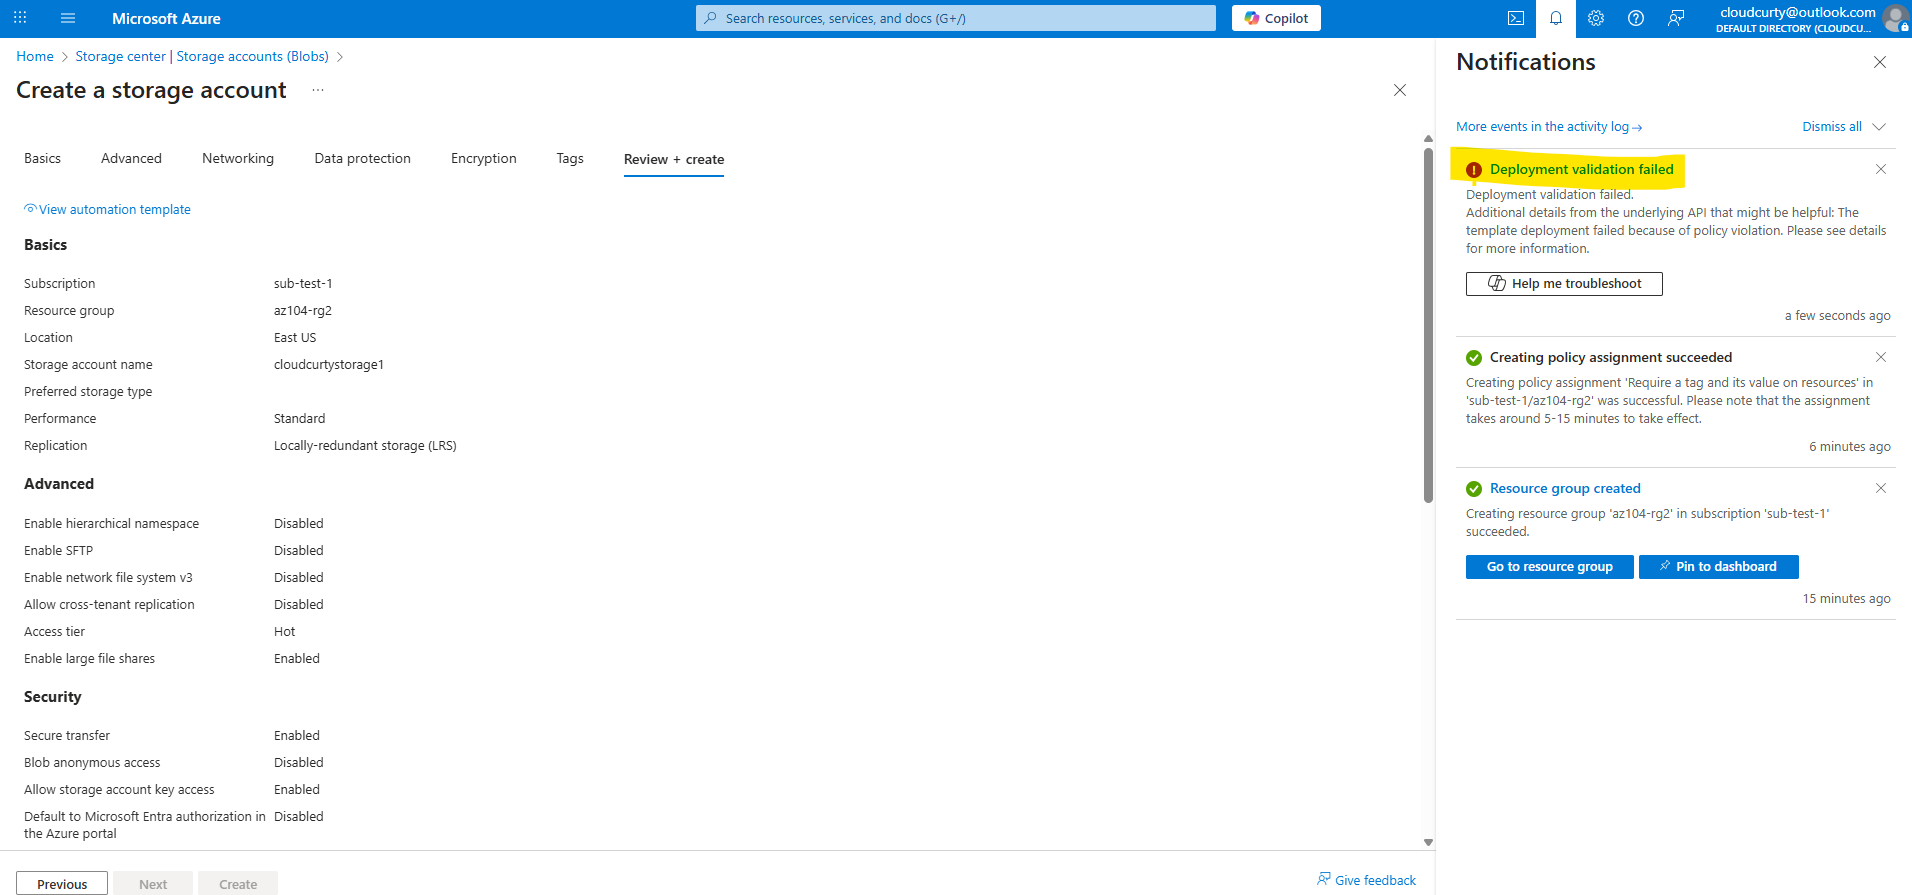 Microsoft Azure
Search resources, services, and docs (G+/)
Copilot
cloudcurty@outlook.com
DEFAULT DIRECTORY (CLOUDCU...
Home > Storage center | Storage accounts (Blobs) >
Create a storage account ...
Basics Advanced Networking Data protection Encryption Tags Review + create
View automation template
Basics
Subscription sub-test-1
Resource group az104-rg2
Location East US
Storage account name cloudcurtystorage1
Preferred storage type
Performance Standard
Replication Locally-redundant storage (LRS)
Advanced
Enable hierarchical namespace Disabled
Enable SFTP Disabled
Enable network file system v3 Disabled
Allow cross-tenant replication Disabled
Access tier Hot
Enable large file shares Enabled
Security
Secure transfer Enabled
Blob anonymous access Disabled
Allow storage account key access Enabled
Default to Microsoft Entra authorization in Disabled
the Azure portal
Previous Next Create
Give feedback
Notifications
More events in the activity log→
Dismiss all
Deployment validation failed
Deployment validation failed.
Additional details from the underlying API that might be helpful: The
template deployment failed because of policy violation. Please see details
for more information.
Help me troubleshoot
a few seconds ago
Creating policy assignment succeeded
Creating policy assignment 'Require a tag and its value on resources' in
'sub-test-1/az104-rg2' was successful. Please note that the assignment
takes around 5-15 minutes to take effect.
6 minutes ago
Resource group created
Creating resource group 'az104-rg2' in subscription 'sub-test-1'
succeeded.
Go to resource group Pin to dashboard
15 minutes ago